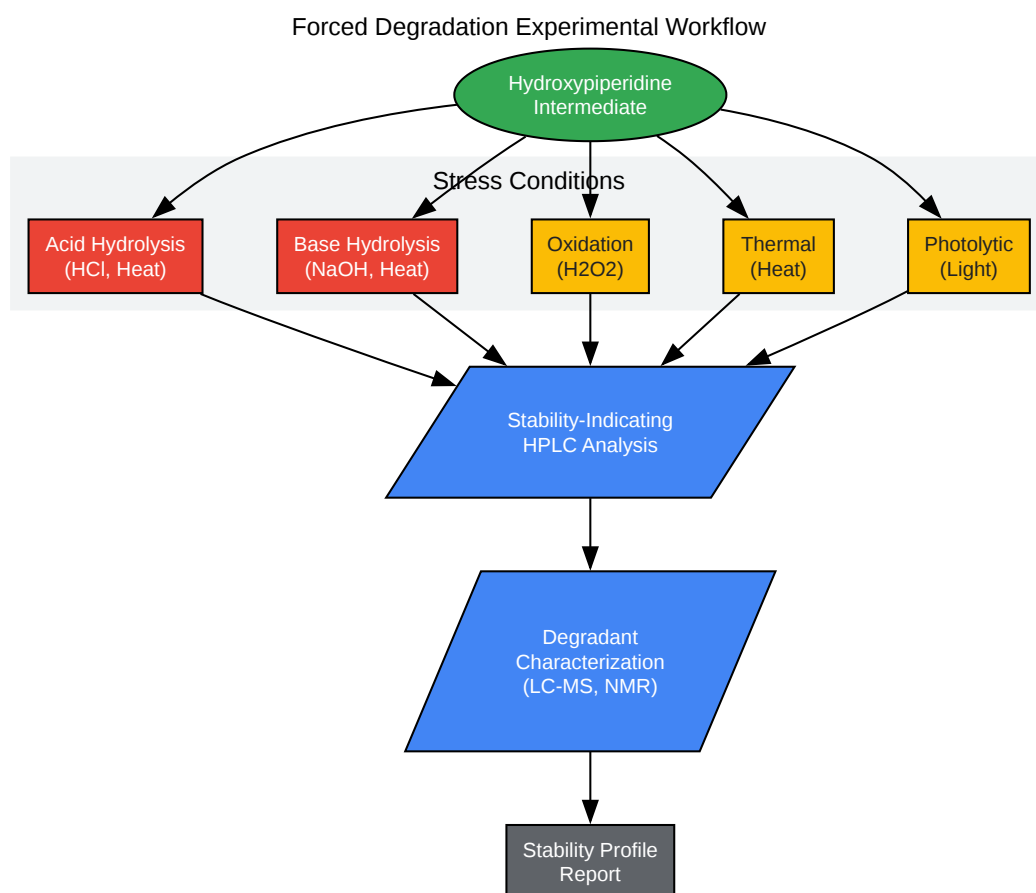 Forced Degradation Experimental Workflow
Hydroxypiperidine
Intermediate
Stress Conditions
Acid Hydrolysis
(HCl, Heat)
Base Hydrolysis
(NaOH, Heat)
Oxidation
(H2O2)
Thermal
(Heat)
Photolytic
(Light)
Stability-Indicating
HPLC Analysis
Degradant
Characterization
(LC-MS, NMR)
Stability Profile
Report